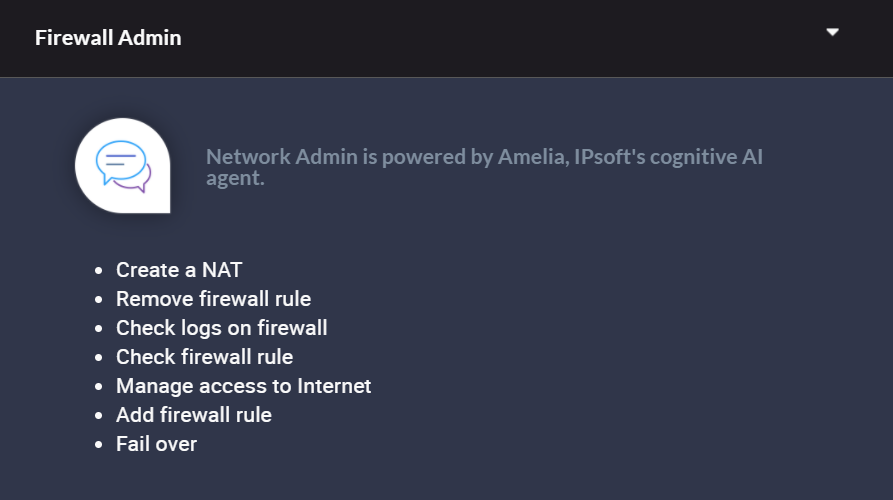 Firewall Admin
Network Admin is powered by Amelia, IPsoft's cognitive AI
agent.
Create a NAT
Remove firewall rule
Check logs on firewall
Check firewall rule
Manage access to Internet
Add firewall rule
Fail over